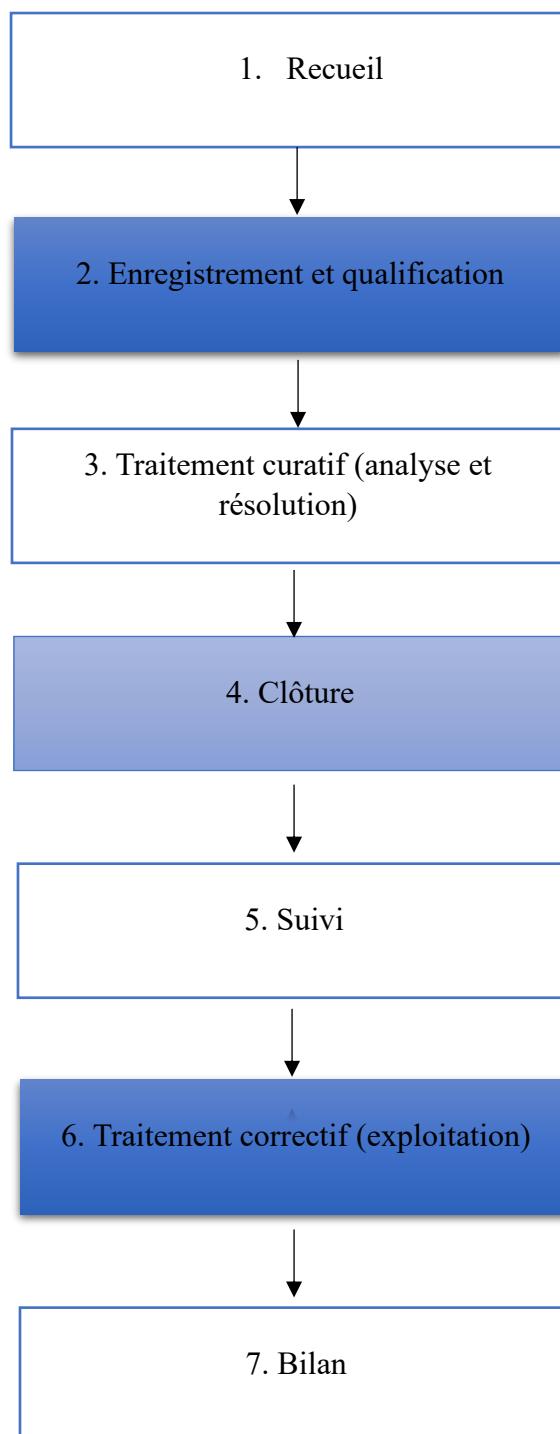 1. Recueil
2. Enregistrement et qualification
3. Traitement curatif (analyse et
résolution)
4. Clôture
5. Suivi
6. Traitement correctif (exploitation)
7. Bilan